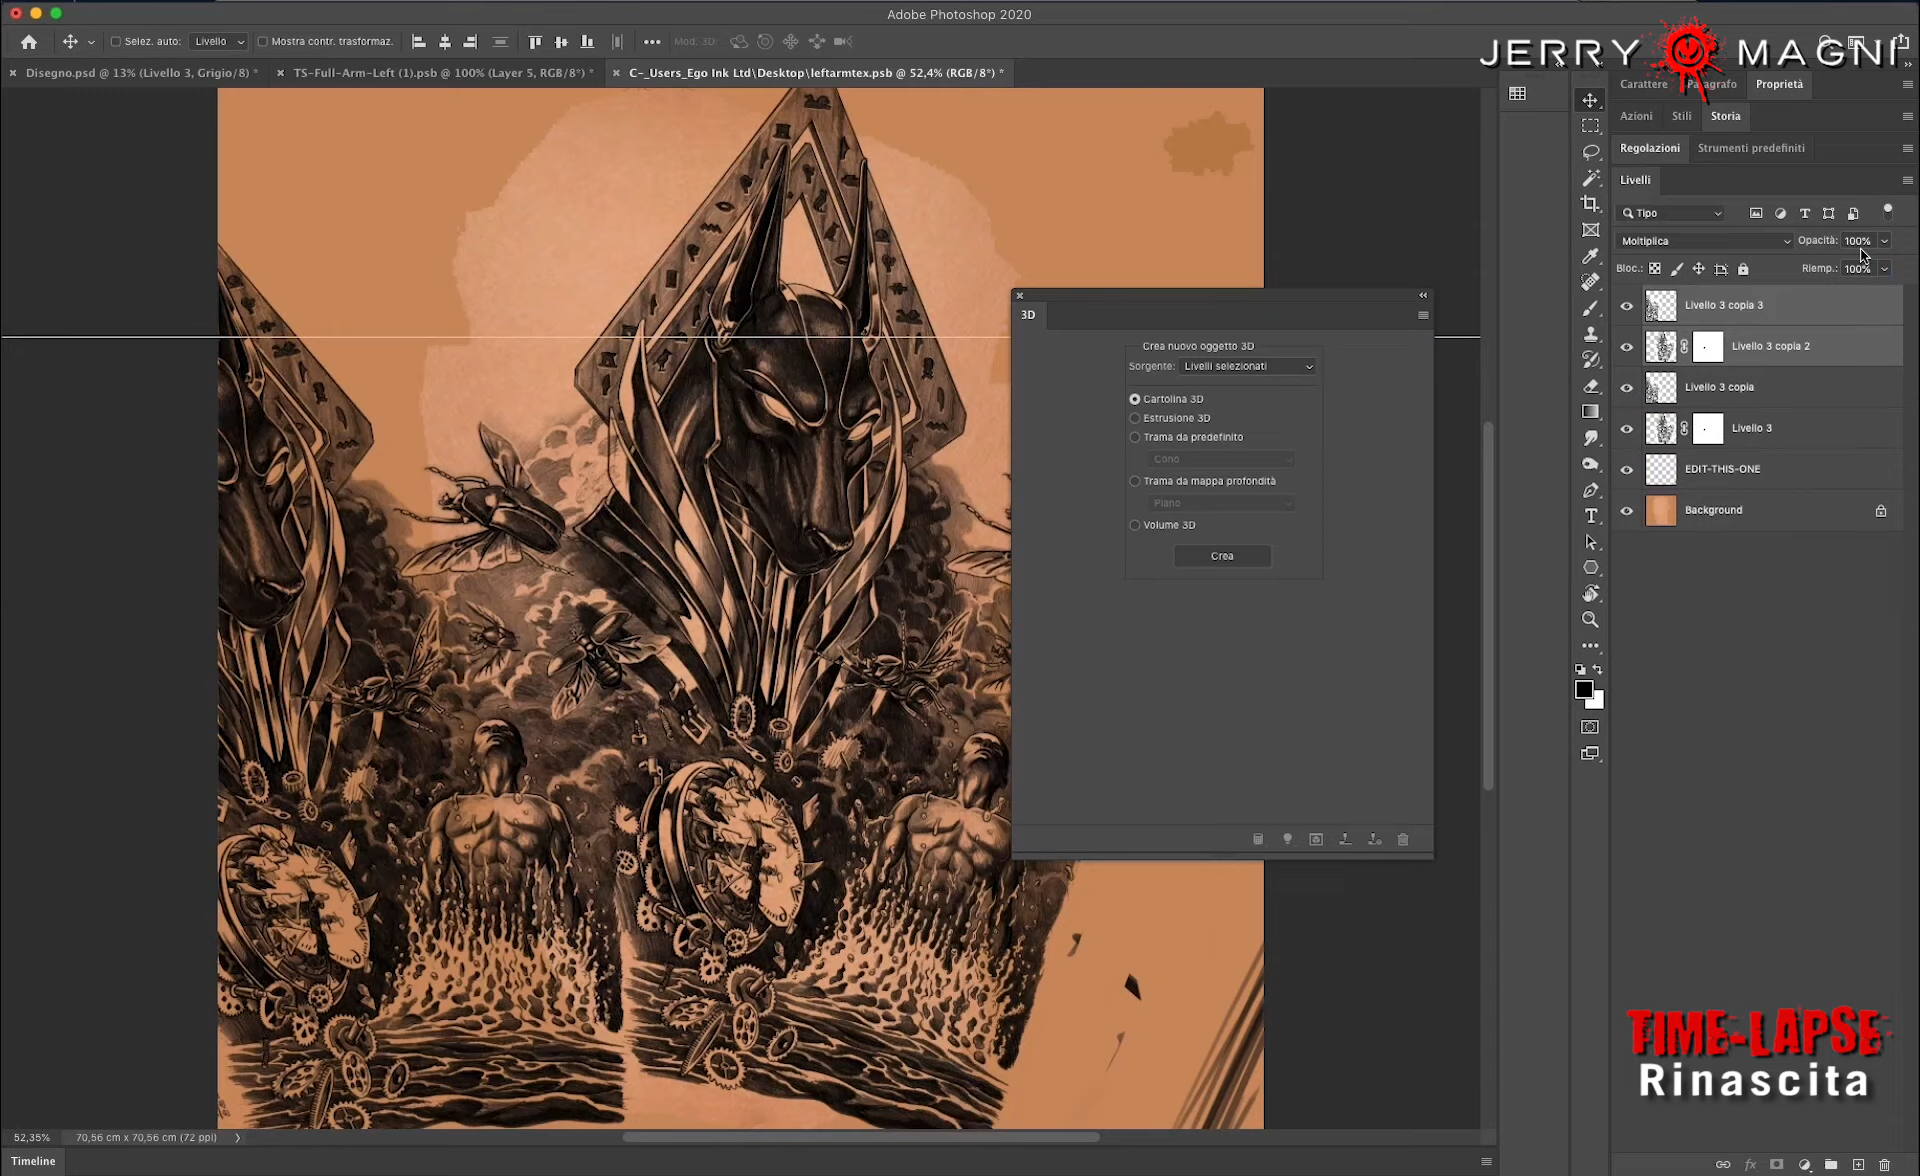 Adobe Photoshop 2020
Selez. auto: Livello Mostra contr. trasformaz. Mod. 3D:
JERRY MAGNI
Disegno.psd @ 13% (Livello 3, Grigio/8) * TS-Full-Arm-Left (1).psb @ 100% (Layer 5, RGB/8*) * C-_Users_Ego Ink Ltd\Desktop\leftarmtex.psb @ 52,4% (RGB/8*) *
Carattere Paragrafo Proprietà
Azioni Stili Storia
Regolazioni Strumenti predefiniti
Livelli
Tipo
Moltiplica Opacità: 100%
Bloc.: Riemp.: 100%
Livello 3 copia 3
Livello 3 copia 2
Livello 3 copia
Livello 3
EDIT-THIS-ONE
Background
3D
Crea nuovo oggetto 3D
Sorgente: Livelli selezionati
Cartolina 3D
Estrusione 3D
Trama da predefinito
Cono
Trama da mappa profondità
Piano
Volume 3D
Crea
TIME-LAPSE
Rinascita
52,35% 70,56 cm x 70,56 cm (72 ppi)
Timeline